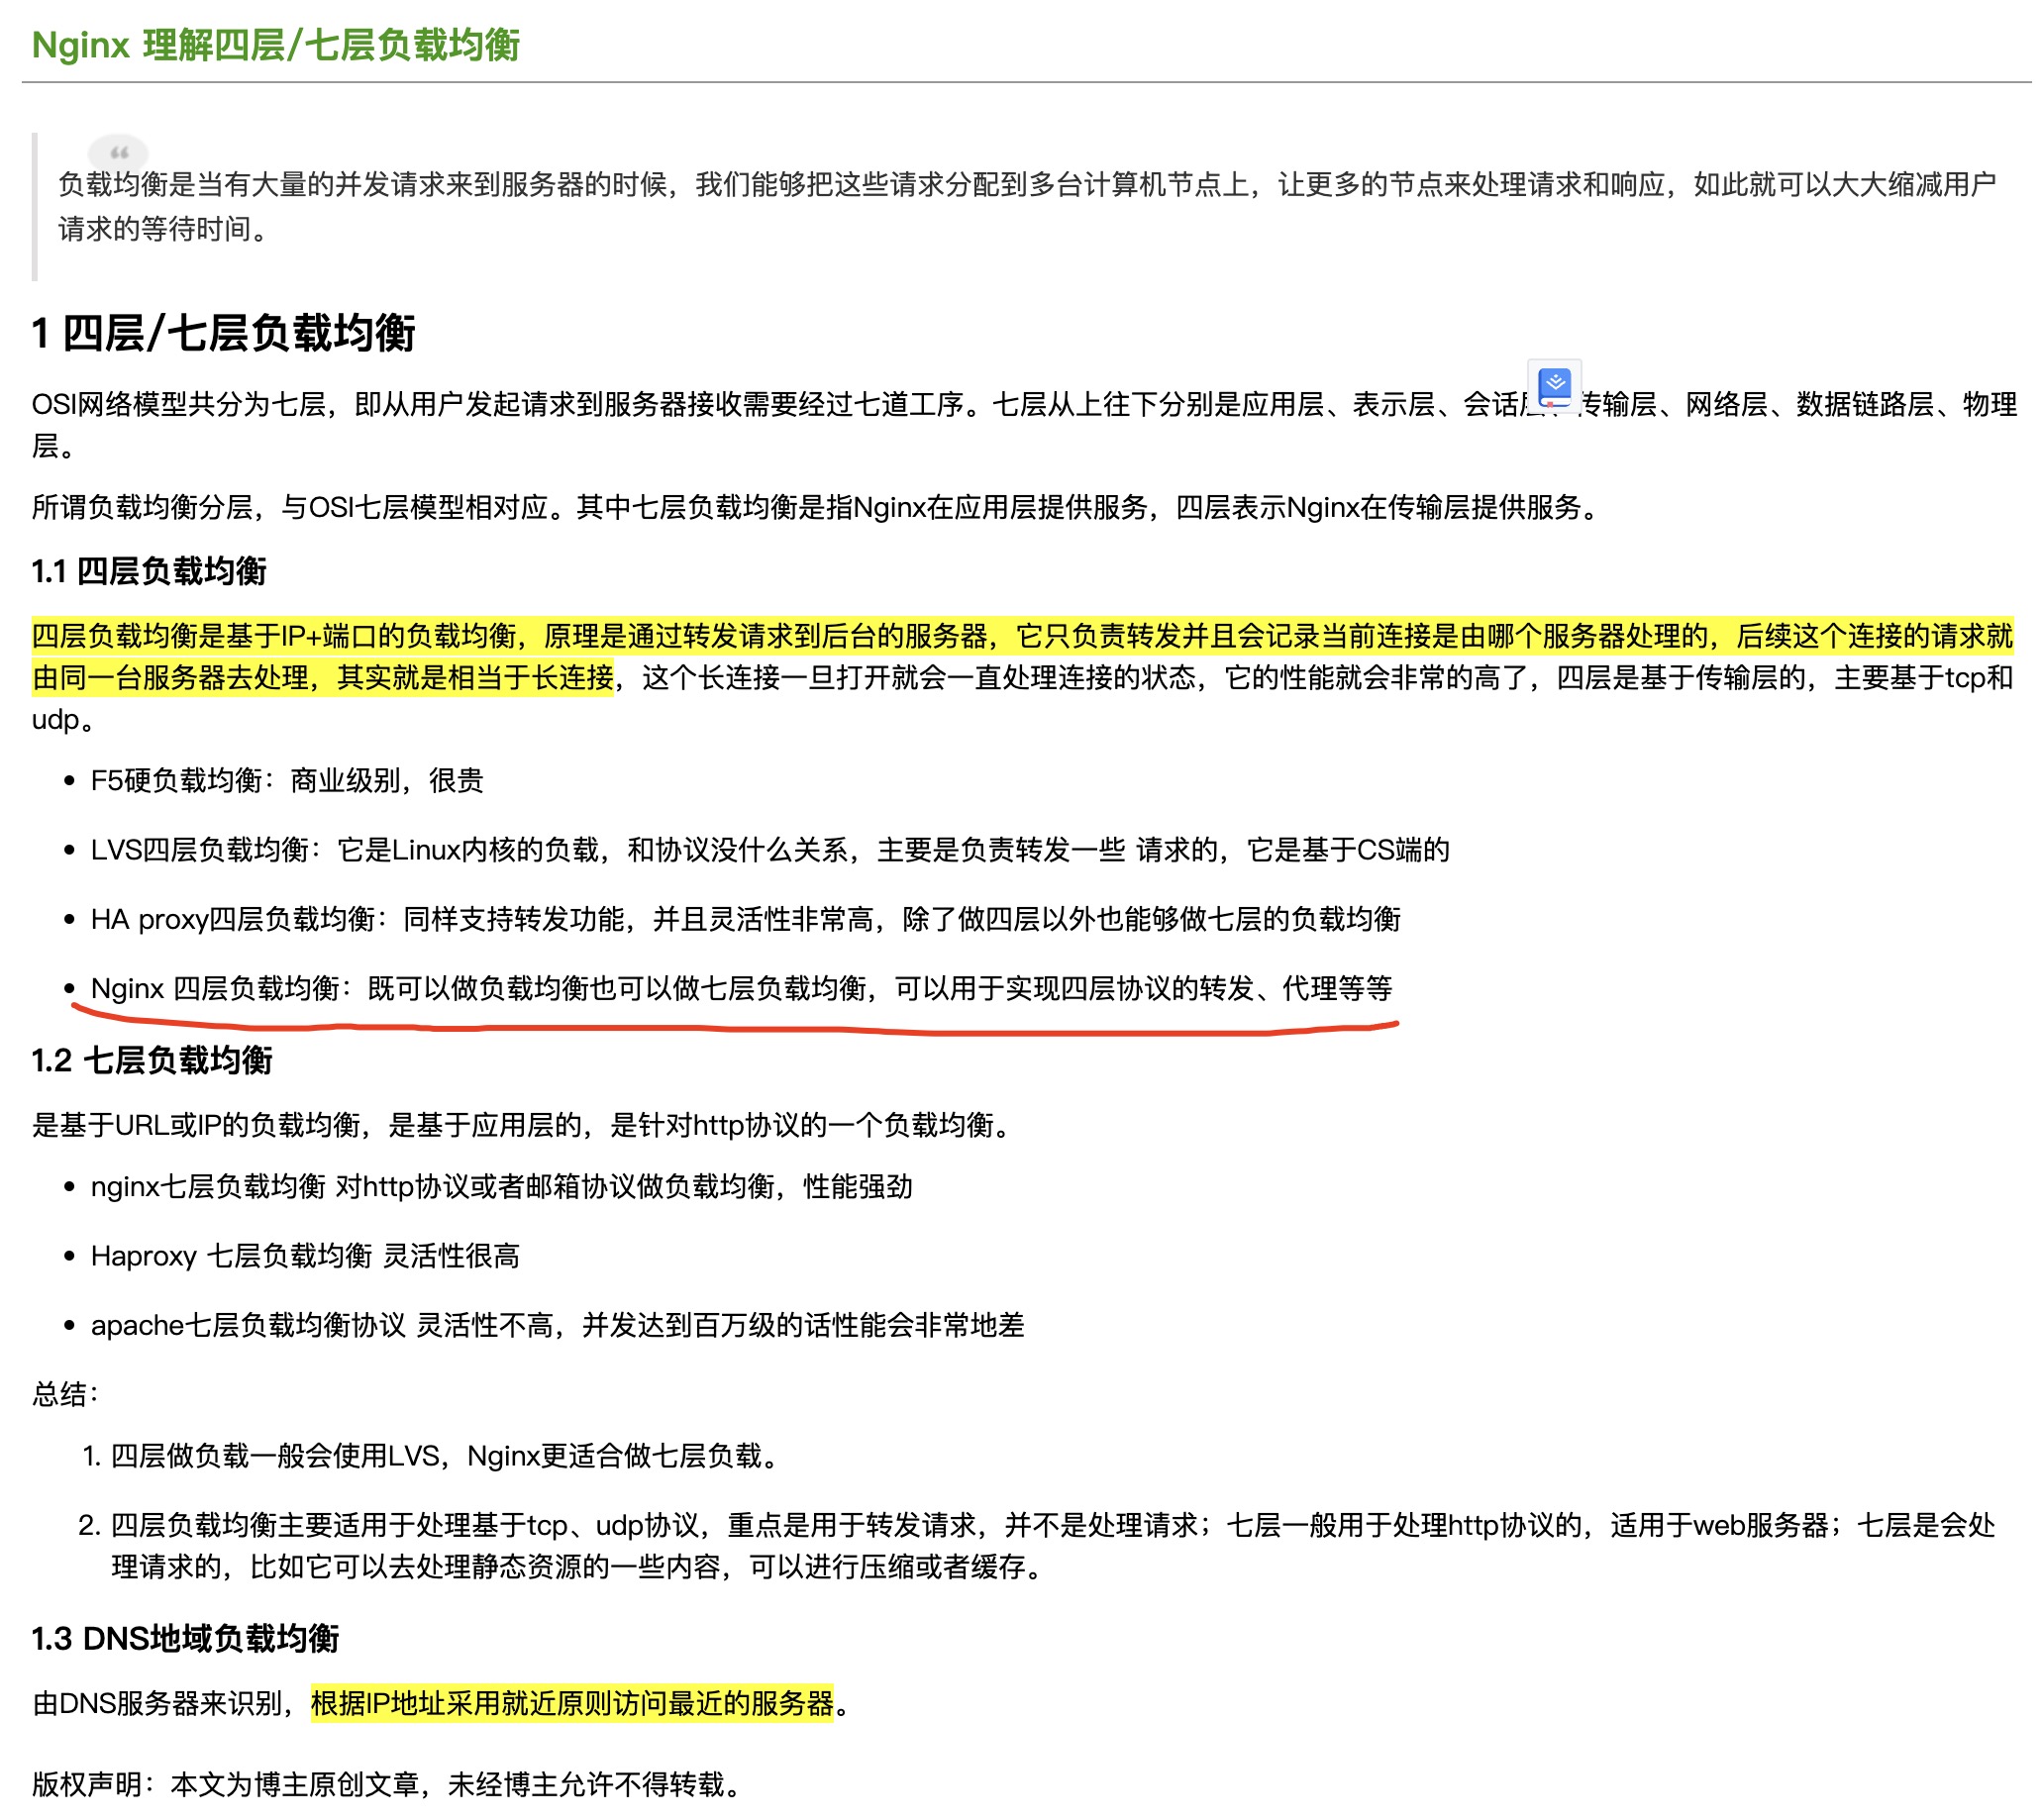 Nginx 理解四层/七层负载均衡
“
负载均衡是当有大量的并发请求来到服务器的时候，我们能够把这些请求分配到多台计算机节点上，让更多的节点来处理请求和响应，如此就可以大大缩减用户
请求的等待时间。
1 四层/七层负载均衡
OSI网络模型共分为七层，即从用户发起请求到服务器接收需要经过七道工序。七层从上往下分别是应用层、表示层、会话层、传输层、网络层、数据链路层、物理
层。
所谓负载均衡分层，与OSI七层模型相对应。其中七层负载均衡是指Nginx在应用层提供服务，四层表示Nginx在传输层提供服务。
1.1 四层负载均衡
四层负载均衡是基于IP+端口的负载均衡，原理是通过转发请求到后台的服务器，它只负责转发并且会记录当前连接是由哪个服务器处理的，后续这个连接的请求就
由同一台服务器去处理，其实就是相当于长连接，这个长连接一旦打开就会一直处理连接的状态，它的性能就会非常的高了，四层是基于传输层的，主要基于tcp和
udp。
• F5硬负载均衡：商业级别，很贵
• LVS四层负载均衡：它是Linux内核的负载，和协议没什么关系，主要是负责转发一些 请求的，它是基于CS端的
• HA proxy四层负载均衡：同样支持转发功能，并且灵活性非常高，除了做四层以外也能够做七层的负载均衡
• Nginx 四层负载均衡：既可以做负载均衡也可以做七层负载均衡，可以用于实现四层协议的转发、代理等等
1.2 七层负载均衡
是基于URL或IP的负载均衡，是基于应用层的，是针对http协议的一个负载均衡。
• nginx七层负载均衡 对http协议或者邮箱协议做负载均衡，性能强劲
• Haproxy 七层负载均衡 灵活性很高
• apache七层负载均衡协议 灵活性不高，并发达到百万级的话性能会非常地差
总结：
1. 四层做负载一般会使用LVS，Nginx更适合做七层负载。
2. 四层负载均衡主要适用于处理基于tcp、udp协议，重点是用于转发请求，并不是处理请求；七层一般用于处理http协议的，适用于web服务器；七层是会处
理请求的，比如它可以去处理静态资源的一些内容，可以进行压缩或者缓存。
1.3 DNS地域负载均衡
由DNS服务器来识别，根据IP地址采用就近原则访问最近的服务器。
版权声明：本文为博主原创文章，未经博主允许不得转载。